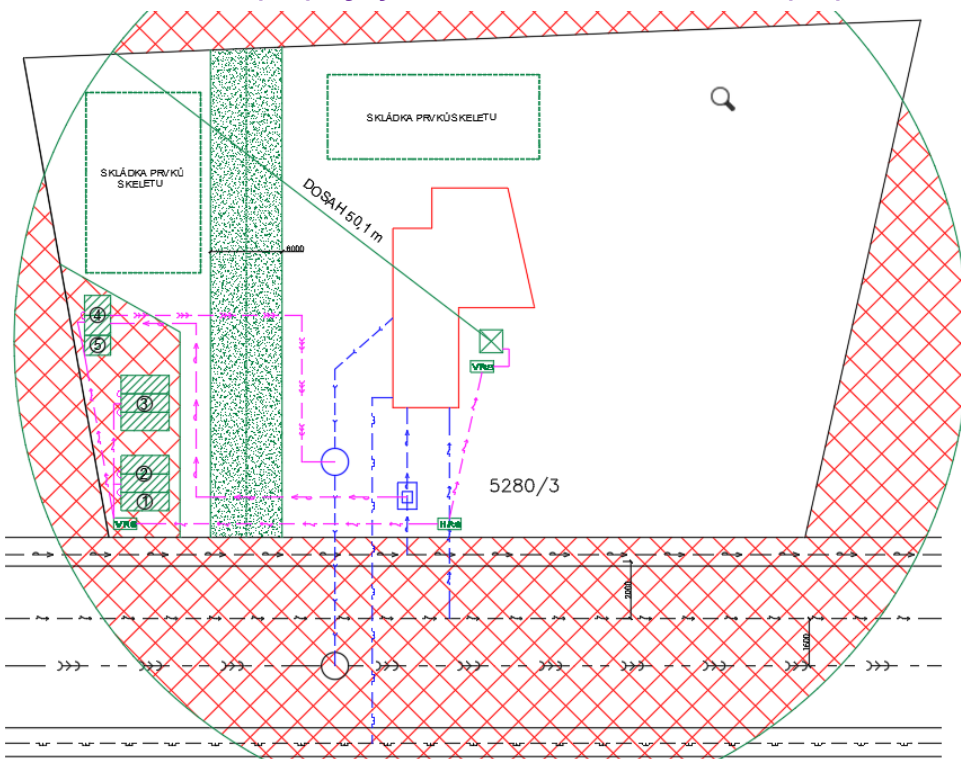 SKLÁDKA PRVKŮ SKELETU
SKLÁDKA PRVKŮ
SKELETU
DOSAH 50,1 m
6000
4
5
VRS
3
2
5280/3
1
VRS
HRS
2000
1600